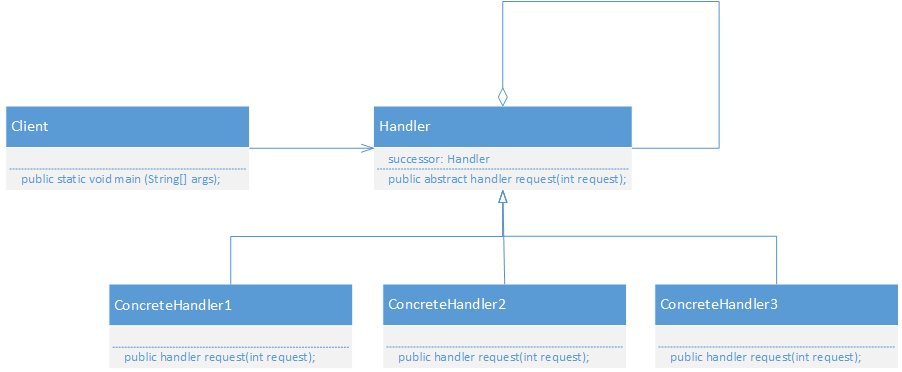 Client
public static void main (String[] args);
Handler
successor: Handler
public abstract handler request(int request);
ConcreteHandler1
public handler request(int request);
ConcreteHandler2
public handler request(int request);
ConcreteHandler3
public handler request(int request);